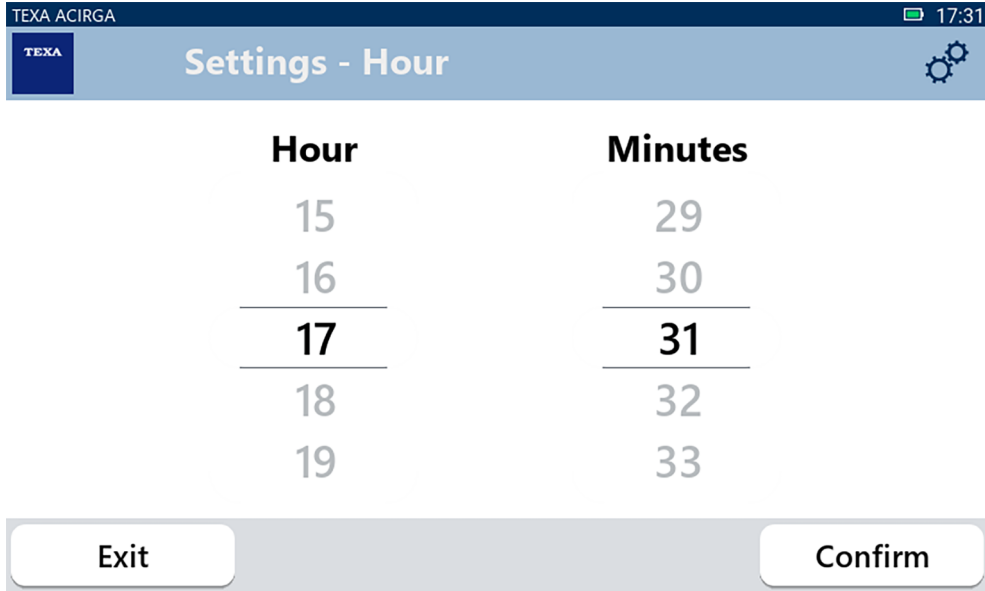 TEXA ACIRGA 17:31
TEXA Settings - Hour
Hour Minutes
15 29
16 30
17 31
18 32
19 33
Exit Confirm